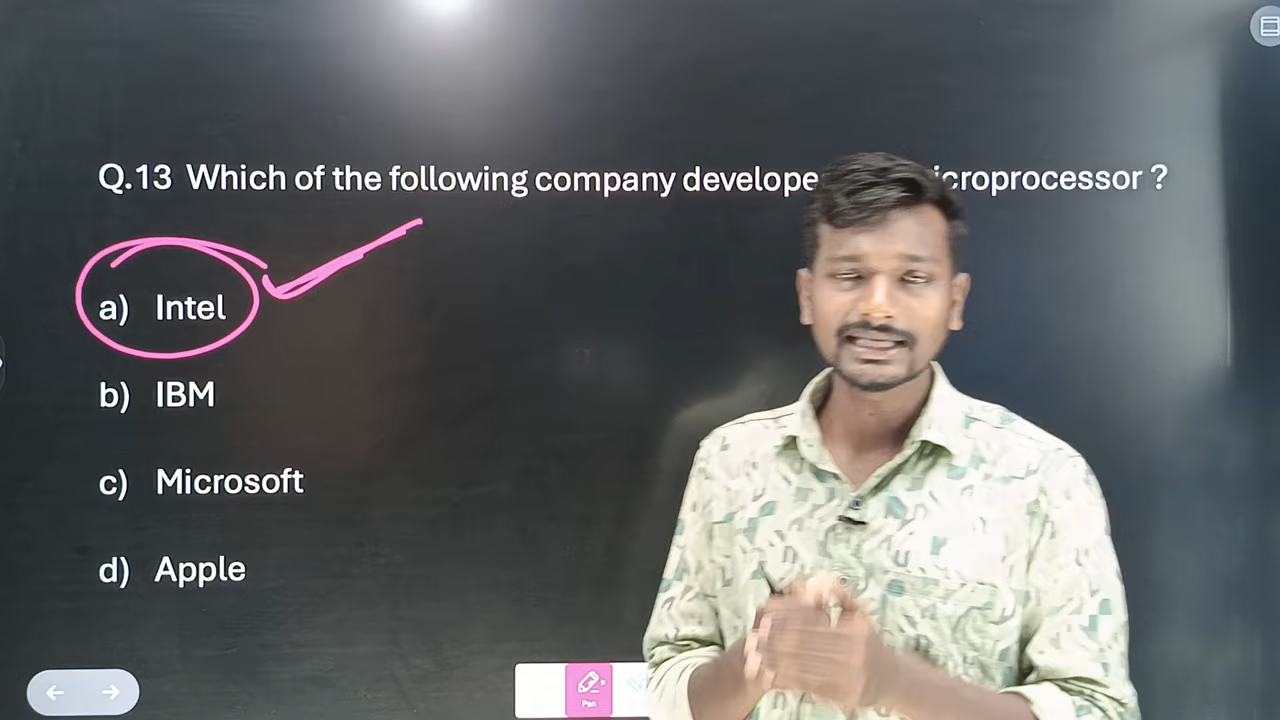 Q.13 Which of the following company develope icroprocessor ?
a) Intel
b) IBM
c) Microsoft
d) Apple
Pen